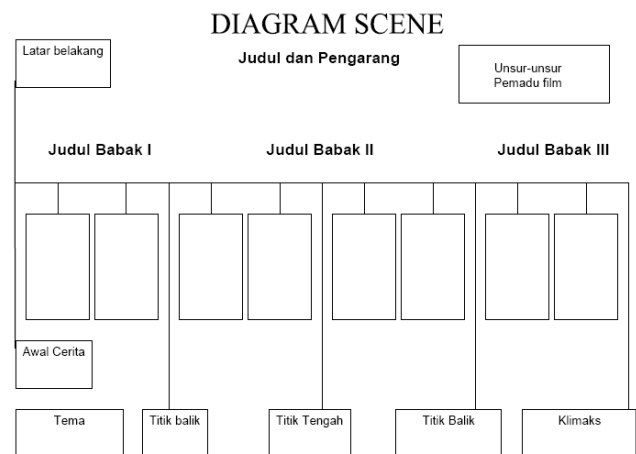 DIAGRAM SCENE
Latar belakang
Judul dan Pengarang
Unsur-unsur
Pemadu film
Judul Babak I
Judul Babak II
Judul Babak III
Awal Cerita
Tema
Titik balik
Titik Tengah
Titik Balik
Klimaks